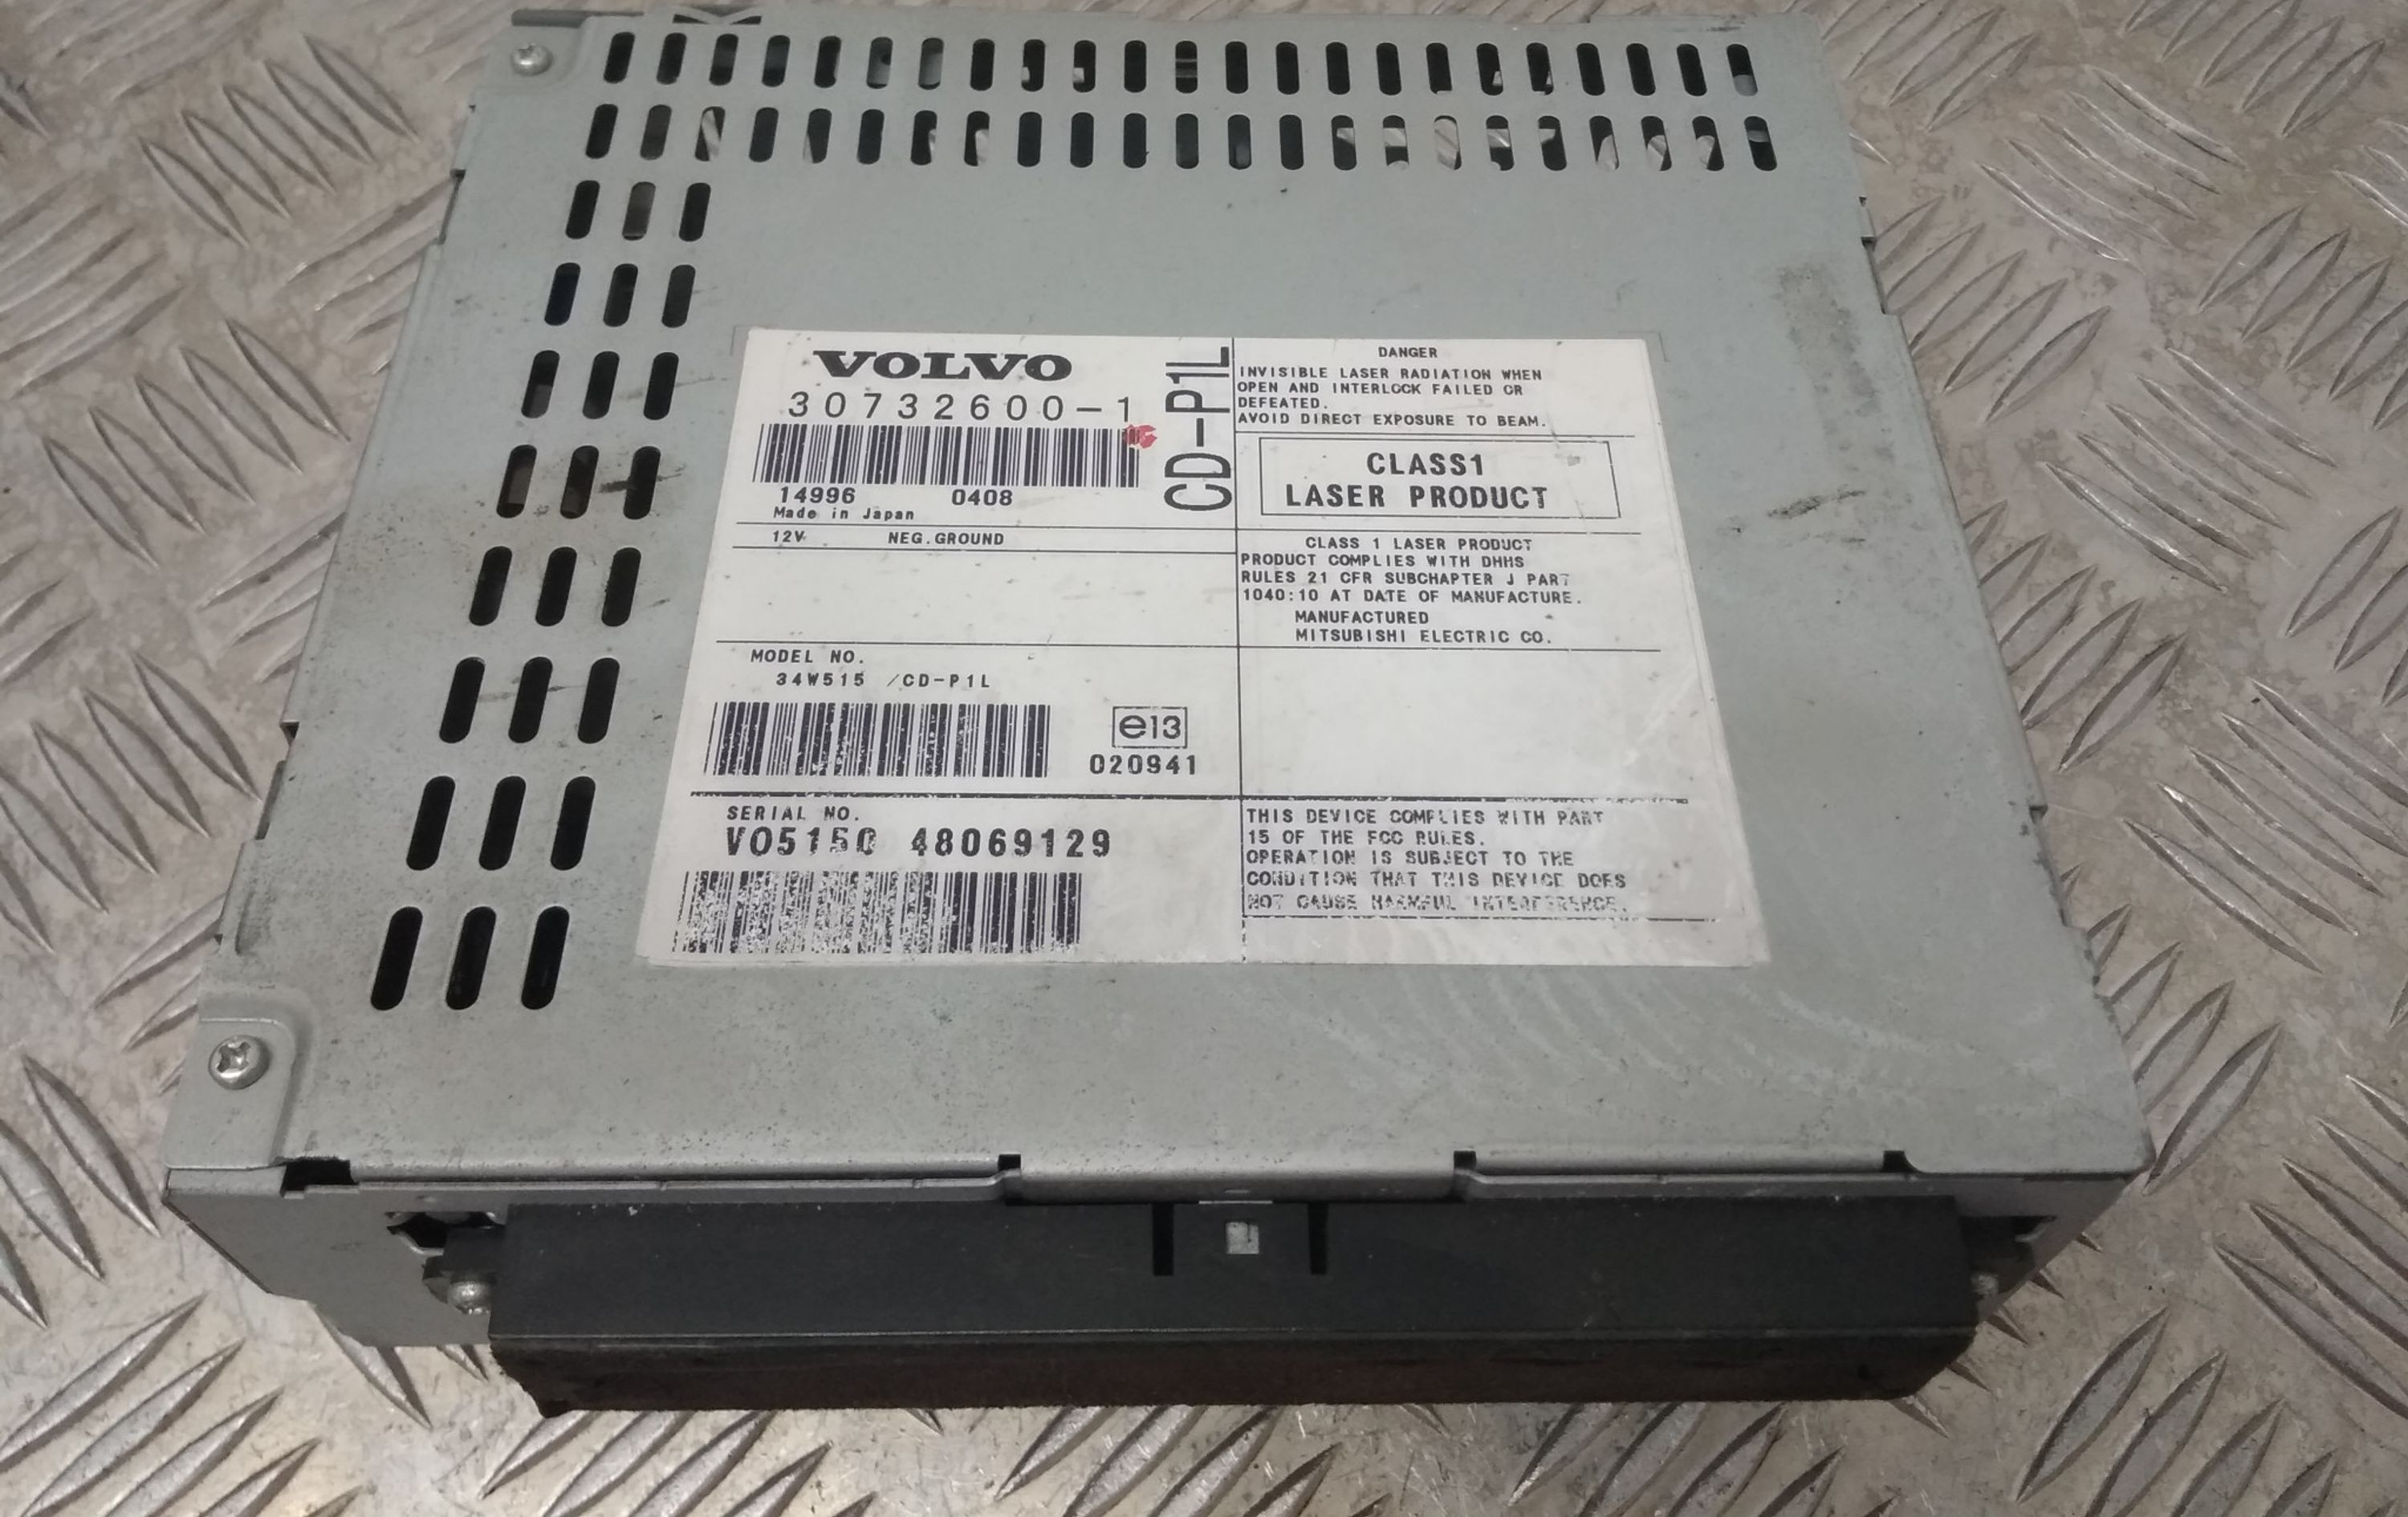 VOLVO
30732600-1
14996 0408
Made in Japan
CD-P1L
12V NEG.GROUND
MODEL NO.
34W515 /CD-P1L
e13
020941
SERIAL NO.
VO5150 48069129
DANGER
INVISIBLE LASER RADIATION WHEN
OPEN AND INTERLOCK FAILED OR
DEFEATED.
AVOID DIRECT EXPOSURE TO BEAM.
CLASS1
LASER PRODUCT
CLASS 1 LASER PRODUCT
PRODUCT COMPLIES WITH DHHS
RULES 21 CFR SUBCHAPTER J PART
1040:10 AT DATE OF MANUFACTURE.
MANUFACTURED
MITSUBISHI ELECTRIC CO.
THIS DEVICE COMPLIES WITH PART
15 OF THE FCC RULES.
OPERATION IS SUBJECT TO THE
CONDITION THAT THIS DEVICE DOES
NOT CAUSE HARMFUL INTERFERENCE.